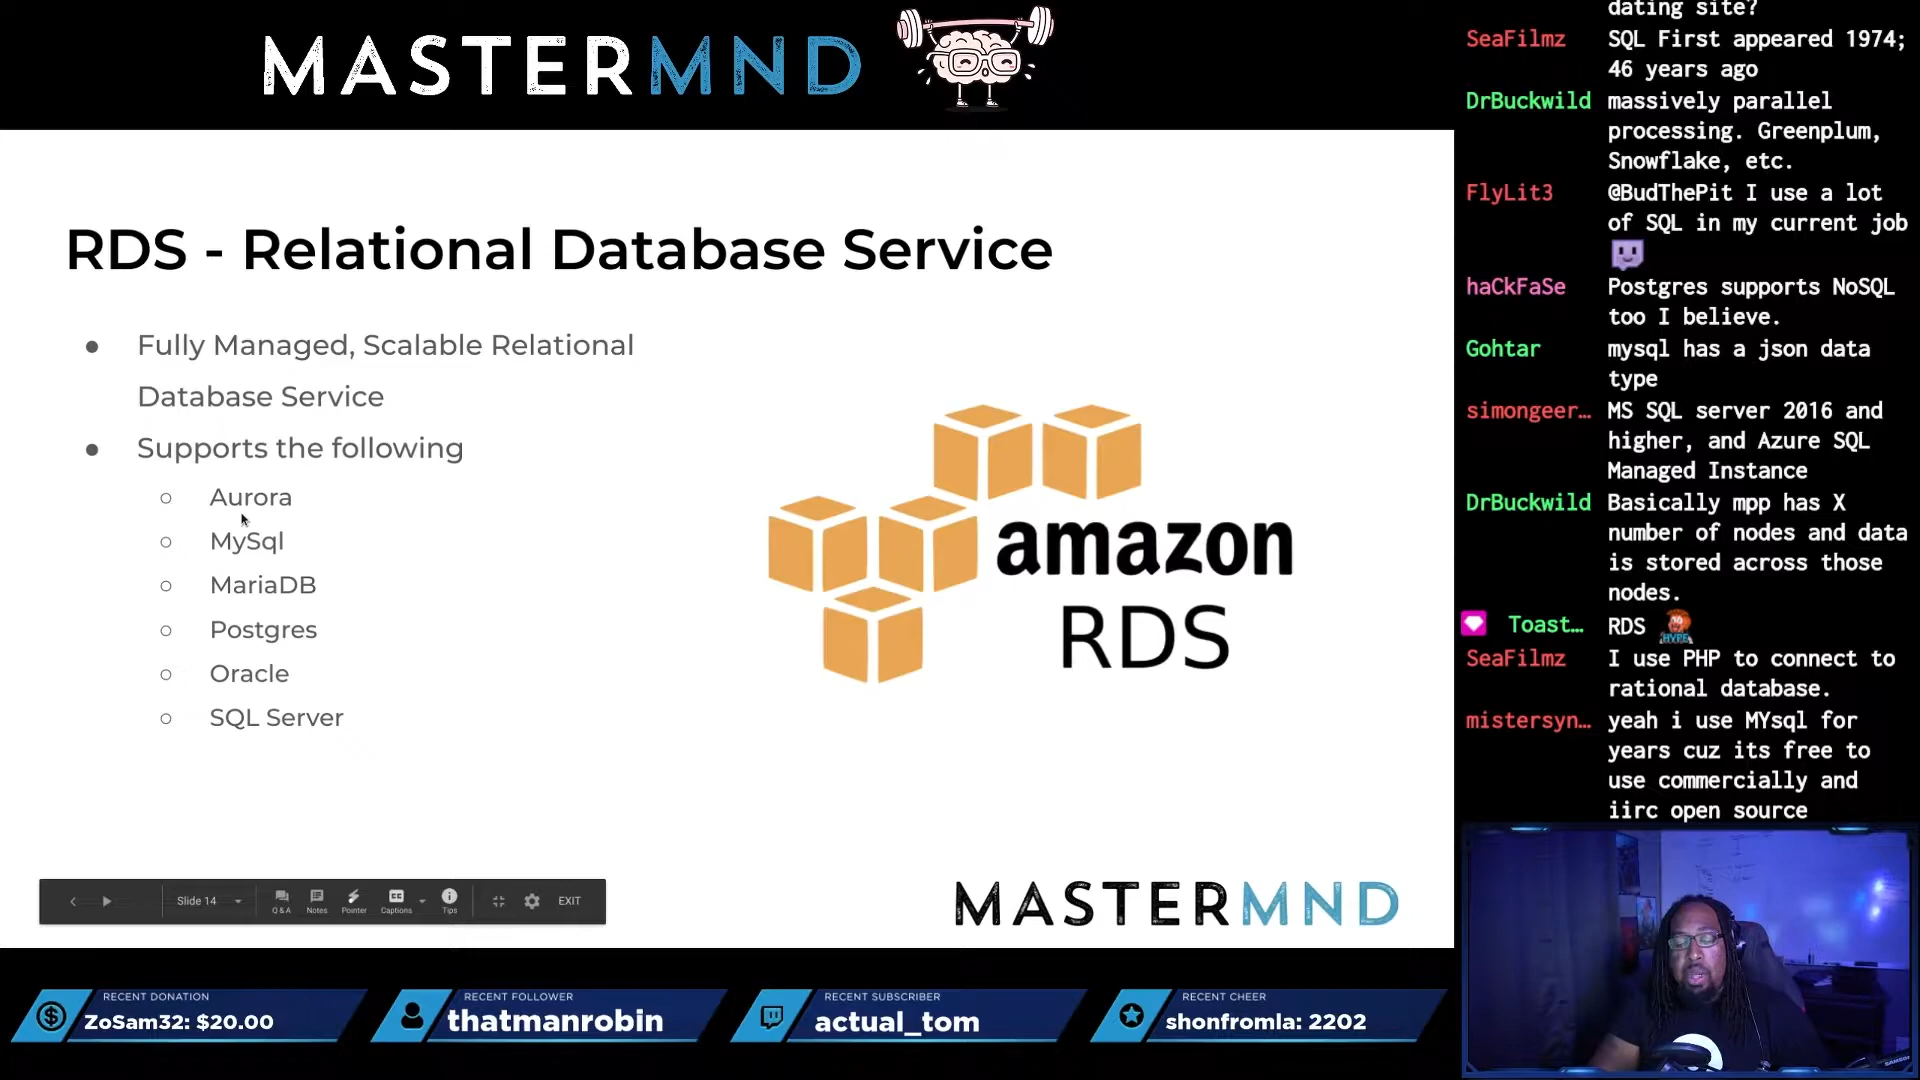 MASTERMND
RDS - Relational Database Service
● Fully Managed, Scalable Relational
Database Service
● Supports the following
○ Aurora
○ MySql
○ MariaDB
○ Postgres
○ Oracle
○ SQL Server
amazon
RDS
MASTERMND
Slide 14
Q & A
Notes
Pointer
Captions
Tips
EXIT
dating site?
SeaFilmz SQL First appeared 1974;
46 years ago
DrBuckwild massively parallel
processing. Greenplum,
Snowflake, etc.
FlyLit3 @BudThePit I use a lot
of SQL in my current job
haCkFaSe Postgres supports NoSQL
too I believe.
Gohtar mysql has a json data
type
simongeer… MS SQL server 2016 and
higher, and Azure SQL
Managed Instance
DrBuckwild Basically mpp has X
number of nodes and data
is stored across those
nodes.
Toast… RDS HYPE
SeaFilmz I use PHP to connect to
rational database.
mistersyn… yeah i use MYsql for
years cuz its free to
use commercially and
iirc open source
RECENT DONATION
ZoSam32: $20.00
RECENT FOLLOWER
thatmanrobin
RECENT SUBSCRIBER
actual_tom
RECENT CHEER
shonfromla: 2202